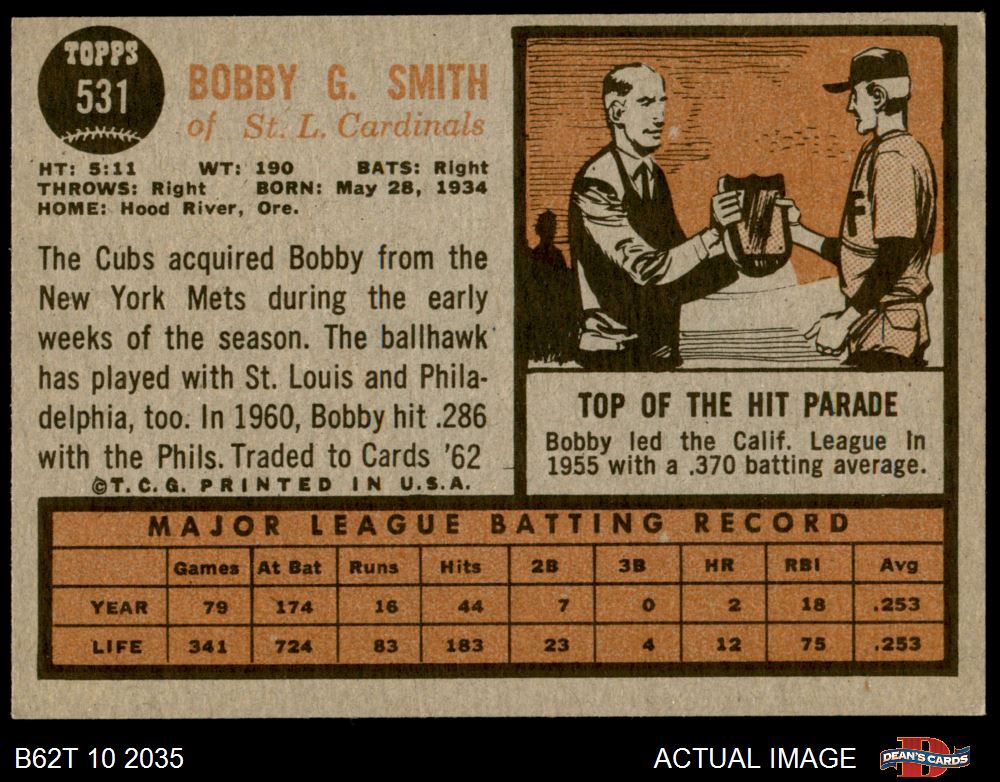 TOPPS
531
BOBBY G. SMITH
of St. L. Cardinals
HT: 5:11 WT: 190 BATS: Right
THROWS: Right BORN: May 28, 1934
HOME: Hood River, Ore.
The Cubs acquired Bobby from the
New York Mets during the early
weeks of the season. The ballhawk
has played with St. Louis and Phila-
delphia, too. In 1960, Bobby hit .286
with the Phils. Traded to Cards '62
©T.C.G. PRINTED IN U.S.A.
F
TOP OF THE HIT PARADE
Bobby led the Calif. League in
1955 with a .370 batting average.
MAJOR LEAGUE BATTING RECORD
Games At Bat Runs Hits 2B 3B HR RBI Avg
YEAR 79 174 16 44 7 0 2 18 .253
LIFE 341 724 83 183 23 4 12 75 .253
B62T 10 2035
ACTUAL IMAGE
D
DEAN'S CARDS